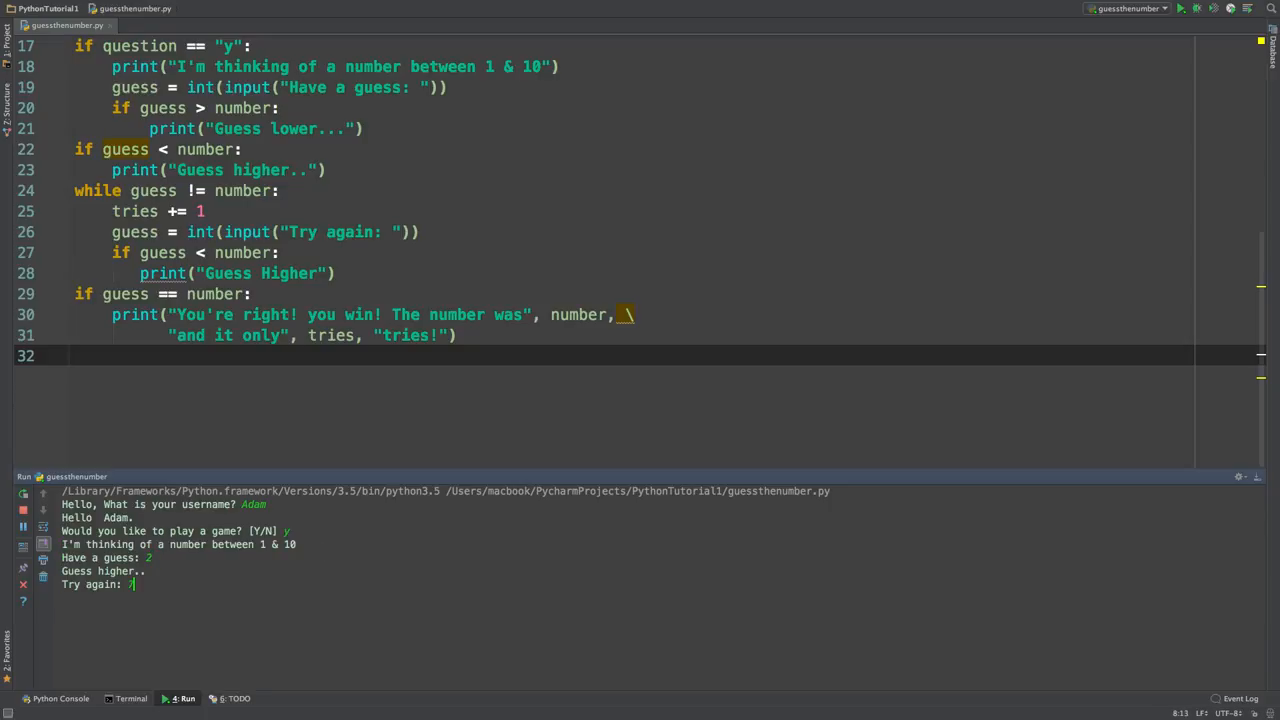 PythonTutorial1 guessthenumber.py guessthenumber
guessthenumber.py
1: Project
Z: Structure
2: Favorites
Database
17 if question == "y":
18 print("I'm thinking of a number between 1 & 10")
19 guess = int(input("Have a guess: "))
20 if guess > number:
21 print("Guess lower...")
22 if guess < number:
23 print("Guess higher..")
24 while guess != number:
25 tries += 1
26 guess = int(input("Try again: "))
27 if guess < number:
28 print("Guess Higher")
29 if guess == number:
30 print("You're right! you win! The number was", number, \
31 "and it only", tries, "tries!")
32
Run guessthenumber
/Library/Frameworks/Python.framework/Versions/3.5/bin/python3.5 /Users/macbook/PycharmProjects/PythonTutorial1/guessthenumber.py
Hello, What is your username? Adam
Hello  Adam.
Would you like to play a game? [Y/N] y
I'm thinking of a number between 1 & 10
Have a guess: 2
Guess higher..
Try again: 7
Python Console Terminal 4: Run 6: TODO Event Log
8:13 LF÷ UTF-8÷